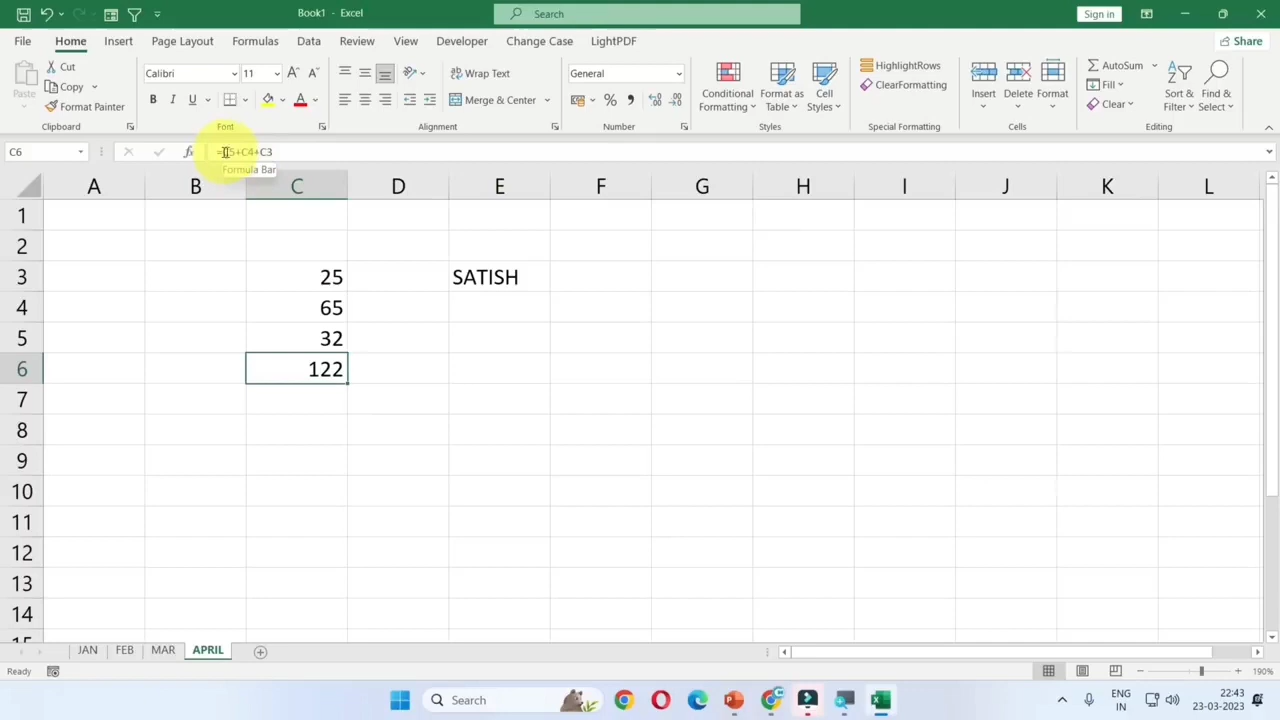 Book1 - Excel
Search
Sign in
File Home Insert Page Layout Formulas Data Review View Developer Change Case LightPDF Share
Paste Cut Copy Format Painter Clipboard
Calibri 11 B I U A Font
Wrap Text Merge & Center Alignment
General % Number
Conditional Formatting Format as Table Cell Styles Styles
HighlightRows ClearFormatting Special Formatting
Insert Delete Format Cells
AutoSum Fill Clear Sort & Filter Find & Select Editing
C6 fx =C5+C4+C3
Formula Bar
A B C D E F G H I J K L
1
2
3 25 SATISH
4 65
5 32
6 122
7
8
9
10
11
12
13
14
15
JAN FEB MAR APRIL
Ready 190%
Search ENG IN 22:43 23-03-2023